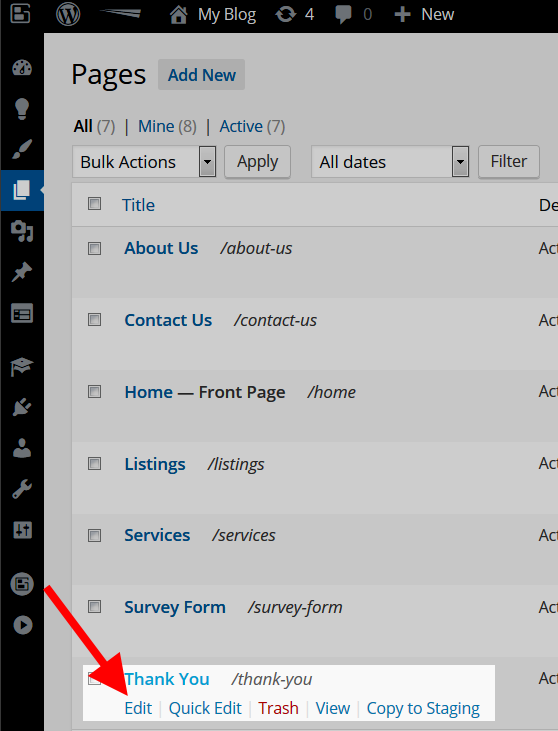 My Blog 4 0 New
Pages Add New
All (7) | Mine (8) | Active (7)
Bulk Actions Apply All dates Filter
Title De
About Us /about-us Act
Contact Us /contact-us Act
Home — Front Page /home Act
Listings /listings Act
Services /services Act
Survey Form /survey-form Act
Thank You /thank-you Act
Edit | Quick Edit | Trash | View | Copy to Staging